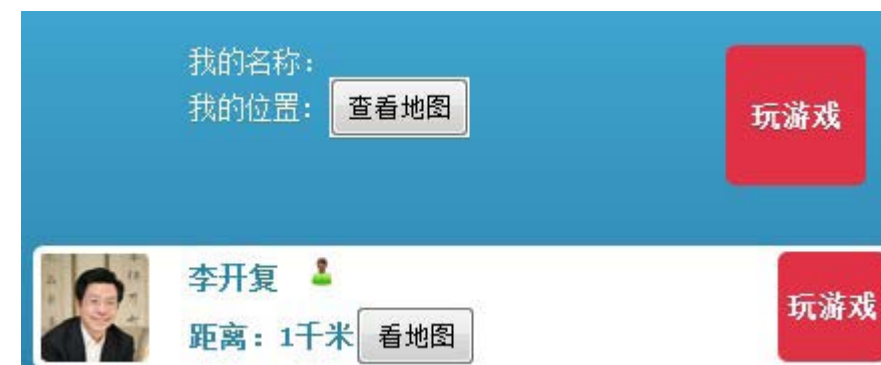 我的名称：
我的位置： 查看地图
玩游戏
李开复
距离：1千米 看地图
玩游戏